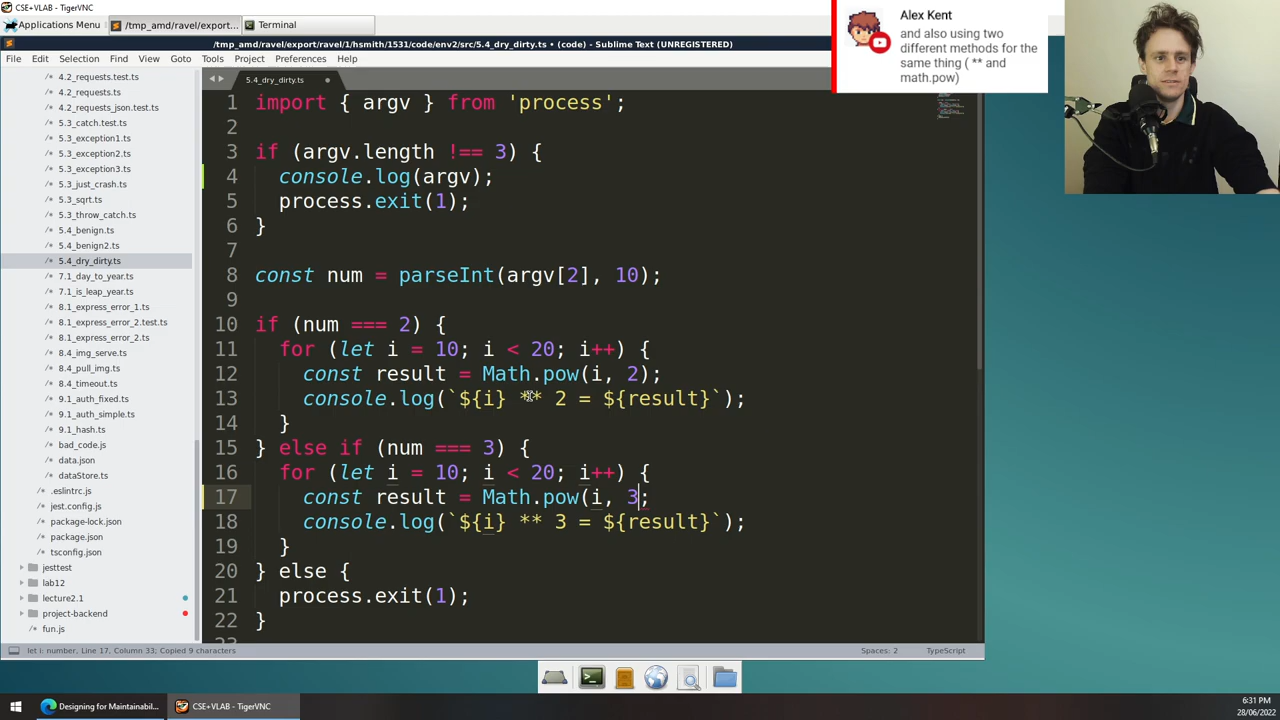 CSE+VLAB - TigerVNC
Applications Menu
/tmp_amd/ravel/export...
Terminal
/tmp_amd/ravel/export/ravel/1/hsmith/1531/code/env2/src/5.4_dry_dirty.ts • (code) - Sublime Text (UNREGISTERED)
File Edit Selection Find View Goto Tools Project Preferences Help
Alex Kent
and also using two
different methods for the
same thing ( ** and
math.pow)
4.2_requests.test.ts
4.2_requests.ts
4.2_requests_json.test.ts
5.3_catch.test.ts
5.3_exception1.ts
5.3_exception2.ts
5.3_exception3.ts
5.3_just_crash.ts
5.3_sqrt.ts
5.3_throw_catch.ts
5.4_benign.ts
5.4_benign2.ts
5.4_dry_dirty.ts
7.1_day_to_year.ts
7.1_is_leap_year.ts
8.1_express_error_1.ts
8.1_express_error_2.test.ts
8.1_express_error_2.ts
8.4_img_serve.ts
8.4_pull_img.ts
8.4_timeout.ts
9.1_auth_fixed.ts
9.1_auth_simple.ts
9.1_hash.ts
bad_code.js
data.json
dataStore.ts
.eslintrc.js
jest.config.js
package-lock.json
package.json
tsconfig.json
jesttest
lab12
lecture2.1
project-backend
fun.js
5.4_dry_dirty.ts
1 import { argv } from 'process';
2
3 if (argv.length !== 3) {
4 console.log(argv);
5 process.exit(1);
6 }
7
8 const num = parseInt(argv[2], 10);
9
10 if (num === 2) {
11 for (let i = 10; i < 20; i++) {
12 const result = Math.pow(i, 2);
13 console.log(`${i} ** 2 = ${result}`);
14 }
15 } else if (num === 3) {
16 for (let i = 10; i < 20; i++) {
17 const result = Math.pow(i, 3;
18 console.log(`${i} ** 3 = ${result}`);
19 }
20 } else {
21 process.exit(1);
22 }
23
let i: number, Line 17, Column 33; Copied 9 characters
Spaces: 2
TypeScript
Designing for Maintainabil...
CSE+VLAB - TigerVNC
6:31 PM
28/06/2022